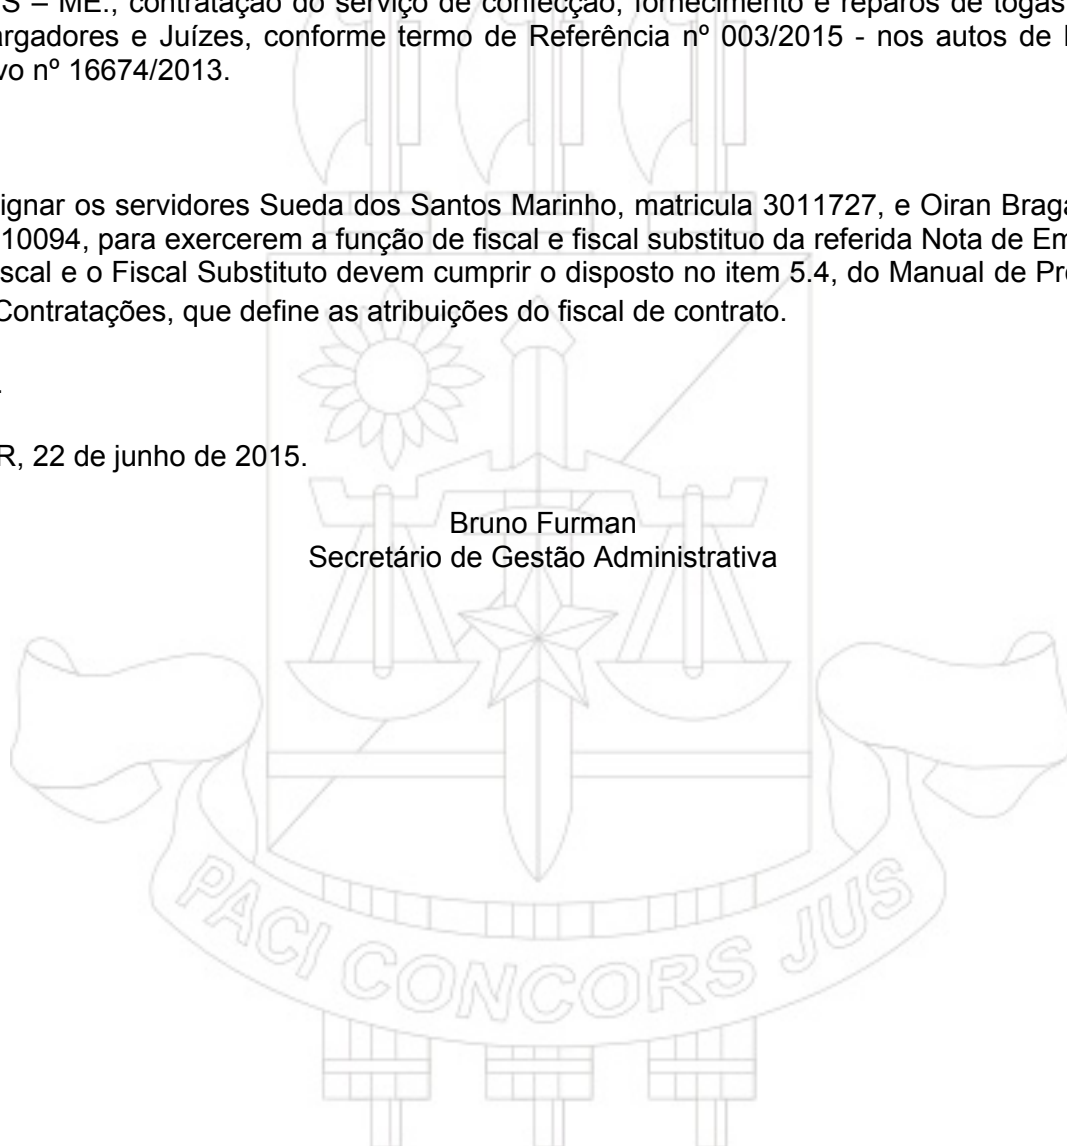 S – ME., contratação do serviço de confecção, fornecimento e reparos de togas
argadores e Juízes, conforme termo de Referência nº 003/2015 - nos autos de
vo nº 16674/2013.
ignar os servidores Sueda dos Santos Marinho, matricula 3011727, e Oiran Braga
10094, para exercerem a função de fiscal e fiscal substituo da referida Nota de Em
scal e o Fiscal Substituto devem cumprir o disposto no item 5.4, do Manual de Pr
Contratações, que define as atribuições do fiscal de contrato.
R, 22 de junho de 2015.
Bruno Furman
Secretário de Gestão Administrativa
PACI CONCORS JUS